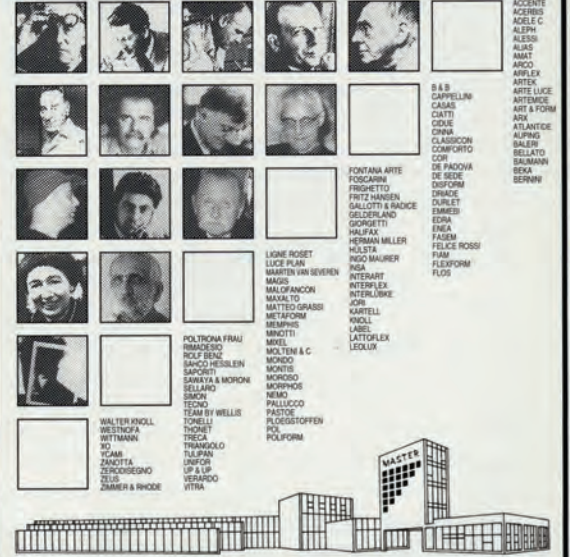 ACCENTE
ACERBIS
ADELE C
ALEPH
ALESSI
ALIAS
AMAT
ARCO
ARFLEX
ARTEK
ARTE LUCE
ARTEMIDE
ART & FORM
ARX
ATLANTIDE
AUPING
BALERI
BELLATO
BAUMANN
BEKA
BERNINI
B & B
CAPPELLINI
CASAS
CIATTI
CIDUE
CINNA
CLASSICON
COMFORTO
COR
DE PADOVA
DE SEDE
DISFORM
DRIADE
DURLET
EMMEBI
EDRA
ENEA
FASEM
FELICE ROSSI
FIAM
FLEXFORM
FLOS
FONTANA ARTE
FOSCARINI
FRIGHETTO
FRITZ HANSEN
GALLOTTI & RADICE
GELDERLAND
GIORGETTI
HALIFAX
HERMAN MILLER
HÜLSTA
INGO MAURER
INSA
INTERART
INTERFLEX
INTERLÜBKE
JORI
KARTELL
KNOLL
LABEL
LATTOFLEX
LEOLUX
LIGNE ROSET
LUCE PLAN
MAARTEN VAN SEVEREN
MAGIS
MALOFANCON
MAXALTO
MATTEO GRASSI
METAFORM
MEMPHIS
MINOTTI
MIXEL
MOLTENI & C
MONDO
MONTIS
MOROSO
MORPHOS
NEMO
PALLUCCO
PASTOE
PLOEGSTOFFEN
POL
POLIFORM
POLTRONA FRAU
RIMADESIO
ROLF BENZ
SAHCO HESSLEIN
SAPORITI
SAWAYA & MORONI
SELLARO
SIMON
TECNO
TEAM BY WELLIS
TONELLI
THONET
TRECA
TRIANGOLO
TULIPAN
UNIFOR
UP & UP
VERARDO
VITRA
WALTER KNOLL
WESTNOFA
WITTMANN
XO
YCAMI
ZANOTTA
ZERODISEGNO
ZEUS
ZIMMER & RHODE
MASTER